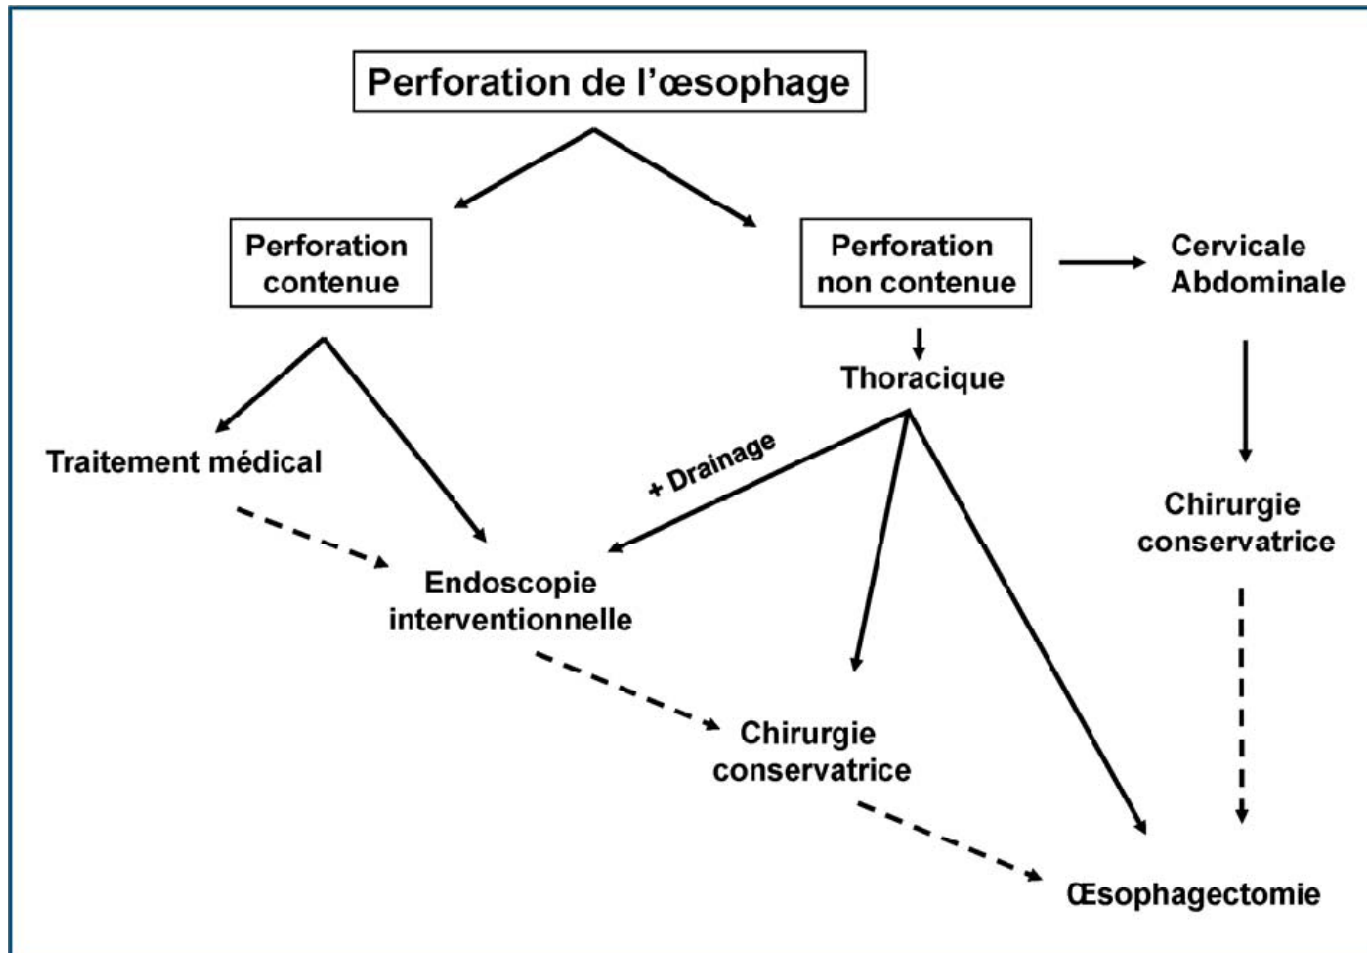 Perforation de l’œsophage
Perforation
contenue
Perforation
non contenue
Cervicale
Abdominale
Thoracique
+ Drainage
Traitement médical
Chirurgie
conservatrice
Endoscopie
interventionnelle
Chirurgie
conservatrice
Œsophagectomie